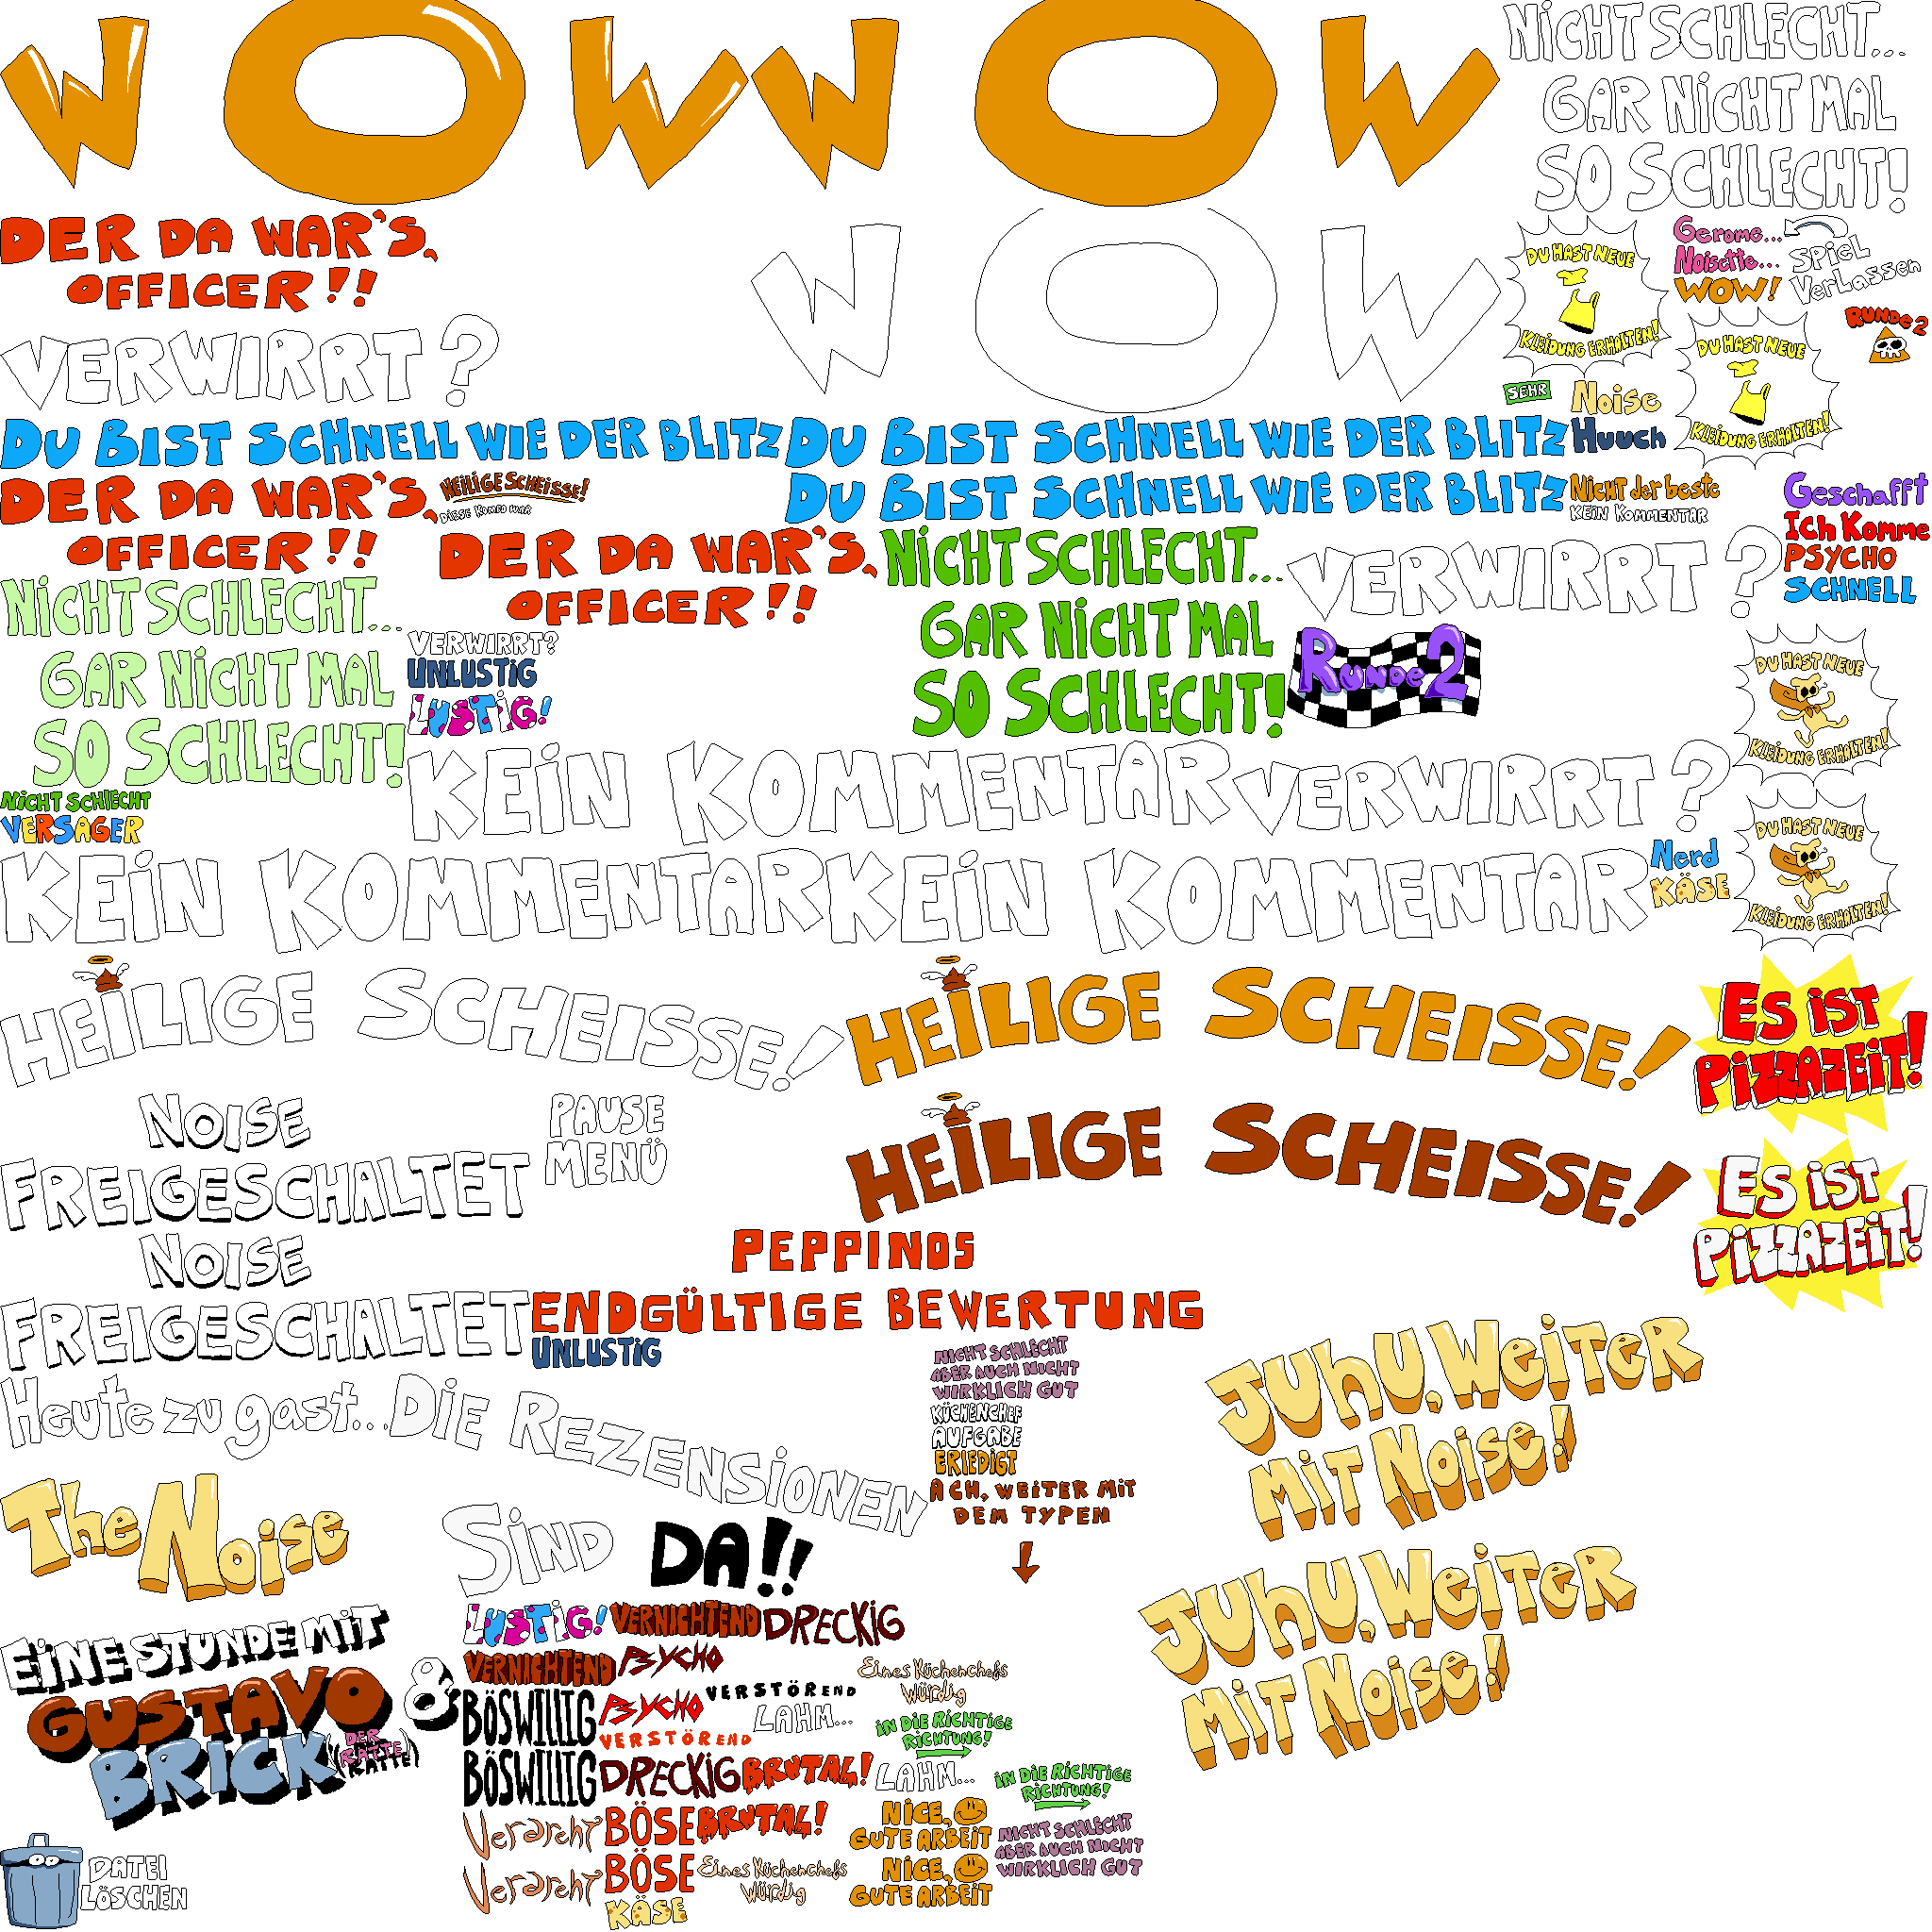 WOW
WOW
NiCHT SCHLECHT...
GAR NiCHT MAL
SO SCHLECHT!
DER DA WAR'S,
OFFICER!!
WOW
DU HAST NEUE
KLEIDUNG ERHALTEN!
Gerome...
Noisette...
WOW!
SPieL
VerLassen
RUNDe 2
VERWIRRT?
DU HAST NEUE
KLEIDUNG ERHALTEN!
SEHR
Noise
Huuch
DU BIST SCHNELL WIE DER BLITZ
DU BIST SCHNELL WIE DER BLITZ
DER DA WAR'S,
OFFICER!!
HEILIGE SCHEISSE!
DIESE KOMBO WAR
DU BIST SCHNELL WIE DER BLITZ
NiCHT der beste
KEiN KOMMENTAR
Geschafft
Ich Komme
PSYCHO
SCHNELL
DER DA WAR'S,
OFFICER!!
NiCHT SCHLECHT...
GAR NiCHT MAL
SO SCHLECHT!
VERWIRRT?
NiCHT SCHLECHT...
GAR NiCHT MAL
SO SCHLECHT!
VERWIRRT?
UNLUSTiG
LUSTiG!
RUNDe 2
DU HAST NEUE
KLEIDUNG ERHALTEN!
KEiN KOMMENTAR
VERWIRRT?
NiCHT SCHlECHT
VERSAGER
DU HAST NEUE
KLEIDUNG ERHALTEN!
KEiN KOMMENTAR
KEiN KOMMENTAR
Nerd
KÄSE
HEiLIGE SCHEISSE!
HEiLIGE SCHEISSE!
ES iST
PiZZAZEiT!
NOISE
FREIGESCHALTET
PAUSE
MENÜ
HEiLIGE SCHEISSE!
ES iST
PiZZAZEiT!
NOISE
FREIGESCHALTET
PEPPINOS
ENDGÜLTIGE BEWERTUNG
UNLUSTiG
NiCHT SCHLECHT
ABER AUCH NiCHT
WIRKLICH GUT
KÜCHENCHEF
AUFGABE
ERlEDiGT
ACH, WEiTER MiT
DEM TYPEN
JUHU, WeiTER
MiT Noise!
Heute zu gast... DiE REZENSiONEN
SiND DA!!
The Noise
JUHU, WeiTER
MiT Noise!
EiNE STUNDE MiT
GUSTAVO &
BRICK
(DER
RATTE)
LUSTiG!
VERNICHTEND
DRECKiG
VERNICHTEND
PSYCHO
Eines Küchenchefs
Würdig
BÖSWILLIG
PSYCHO
VERSTÖREND
LAHM...
VERSTÖREND
iN DiE RiCHTiGE
RiCHTUNG!
BÖSWILLIG
DRECKiG
BRUTAL!
LAHM...
iN DiE RiCHTiGE
RiCHTUNG!
Verdreht
BÖSE
BRUTAL!
NiCE,
GUTE ARBEiT
NiCHT SCHLECHT
ABER AUCH NiCHT
WIRKLICH GUT
Verdreht
BÖSE
Eines Küchenchefs
Würdig
NiCE,
GUTE ARBEiT
KÄSE
DATEI
LÖSCHEN